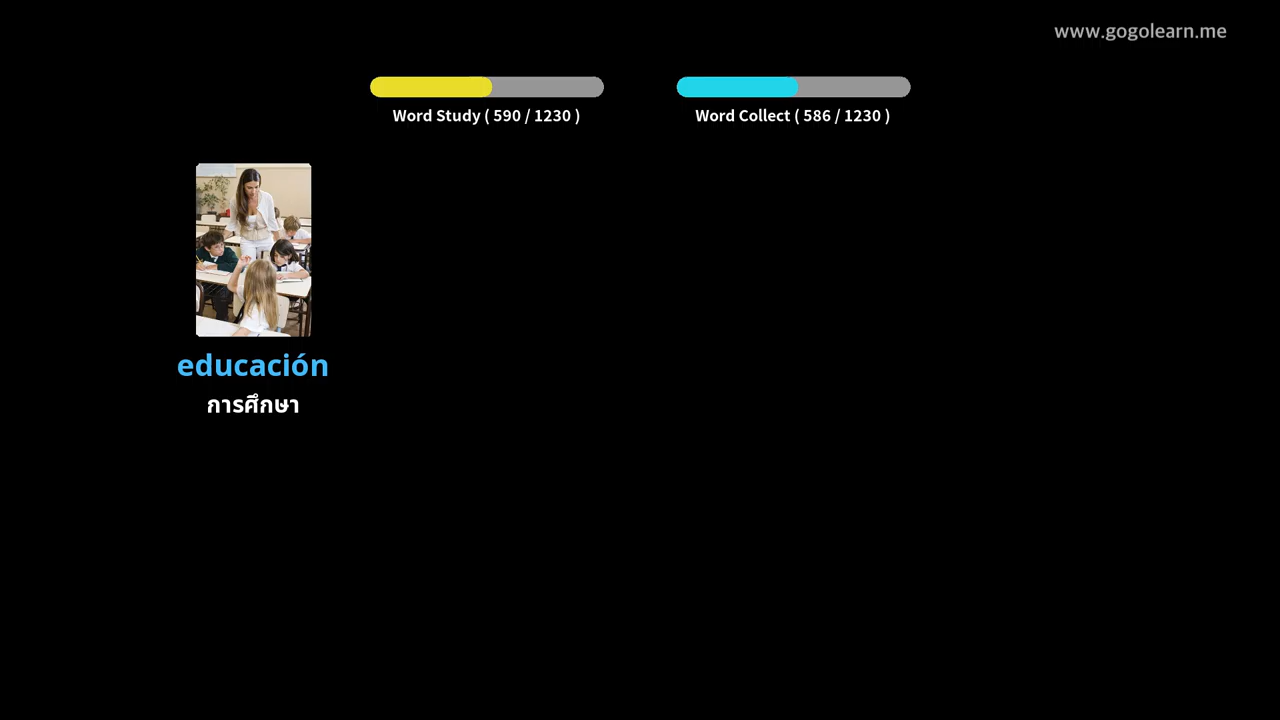 www.gogolearn.me
Word Study ( 590 / 1230 )
Word Collect ( 586 / 1230 )
educación
การศึกษา